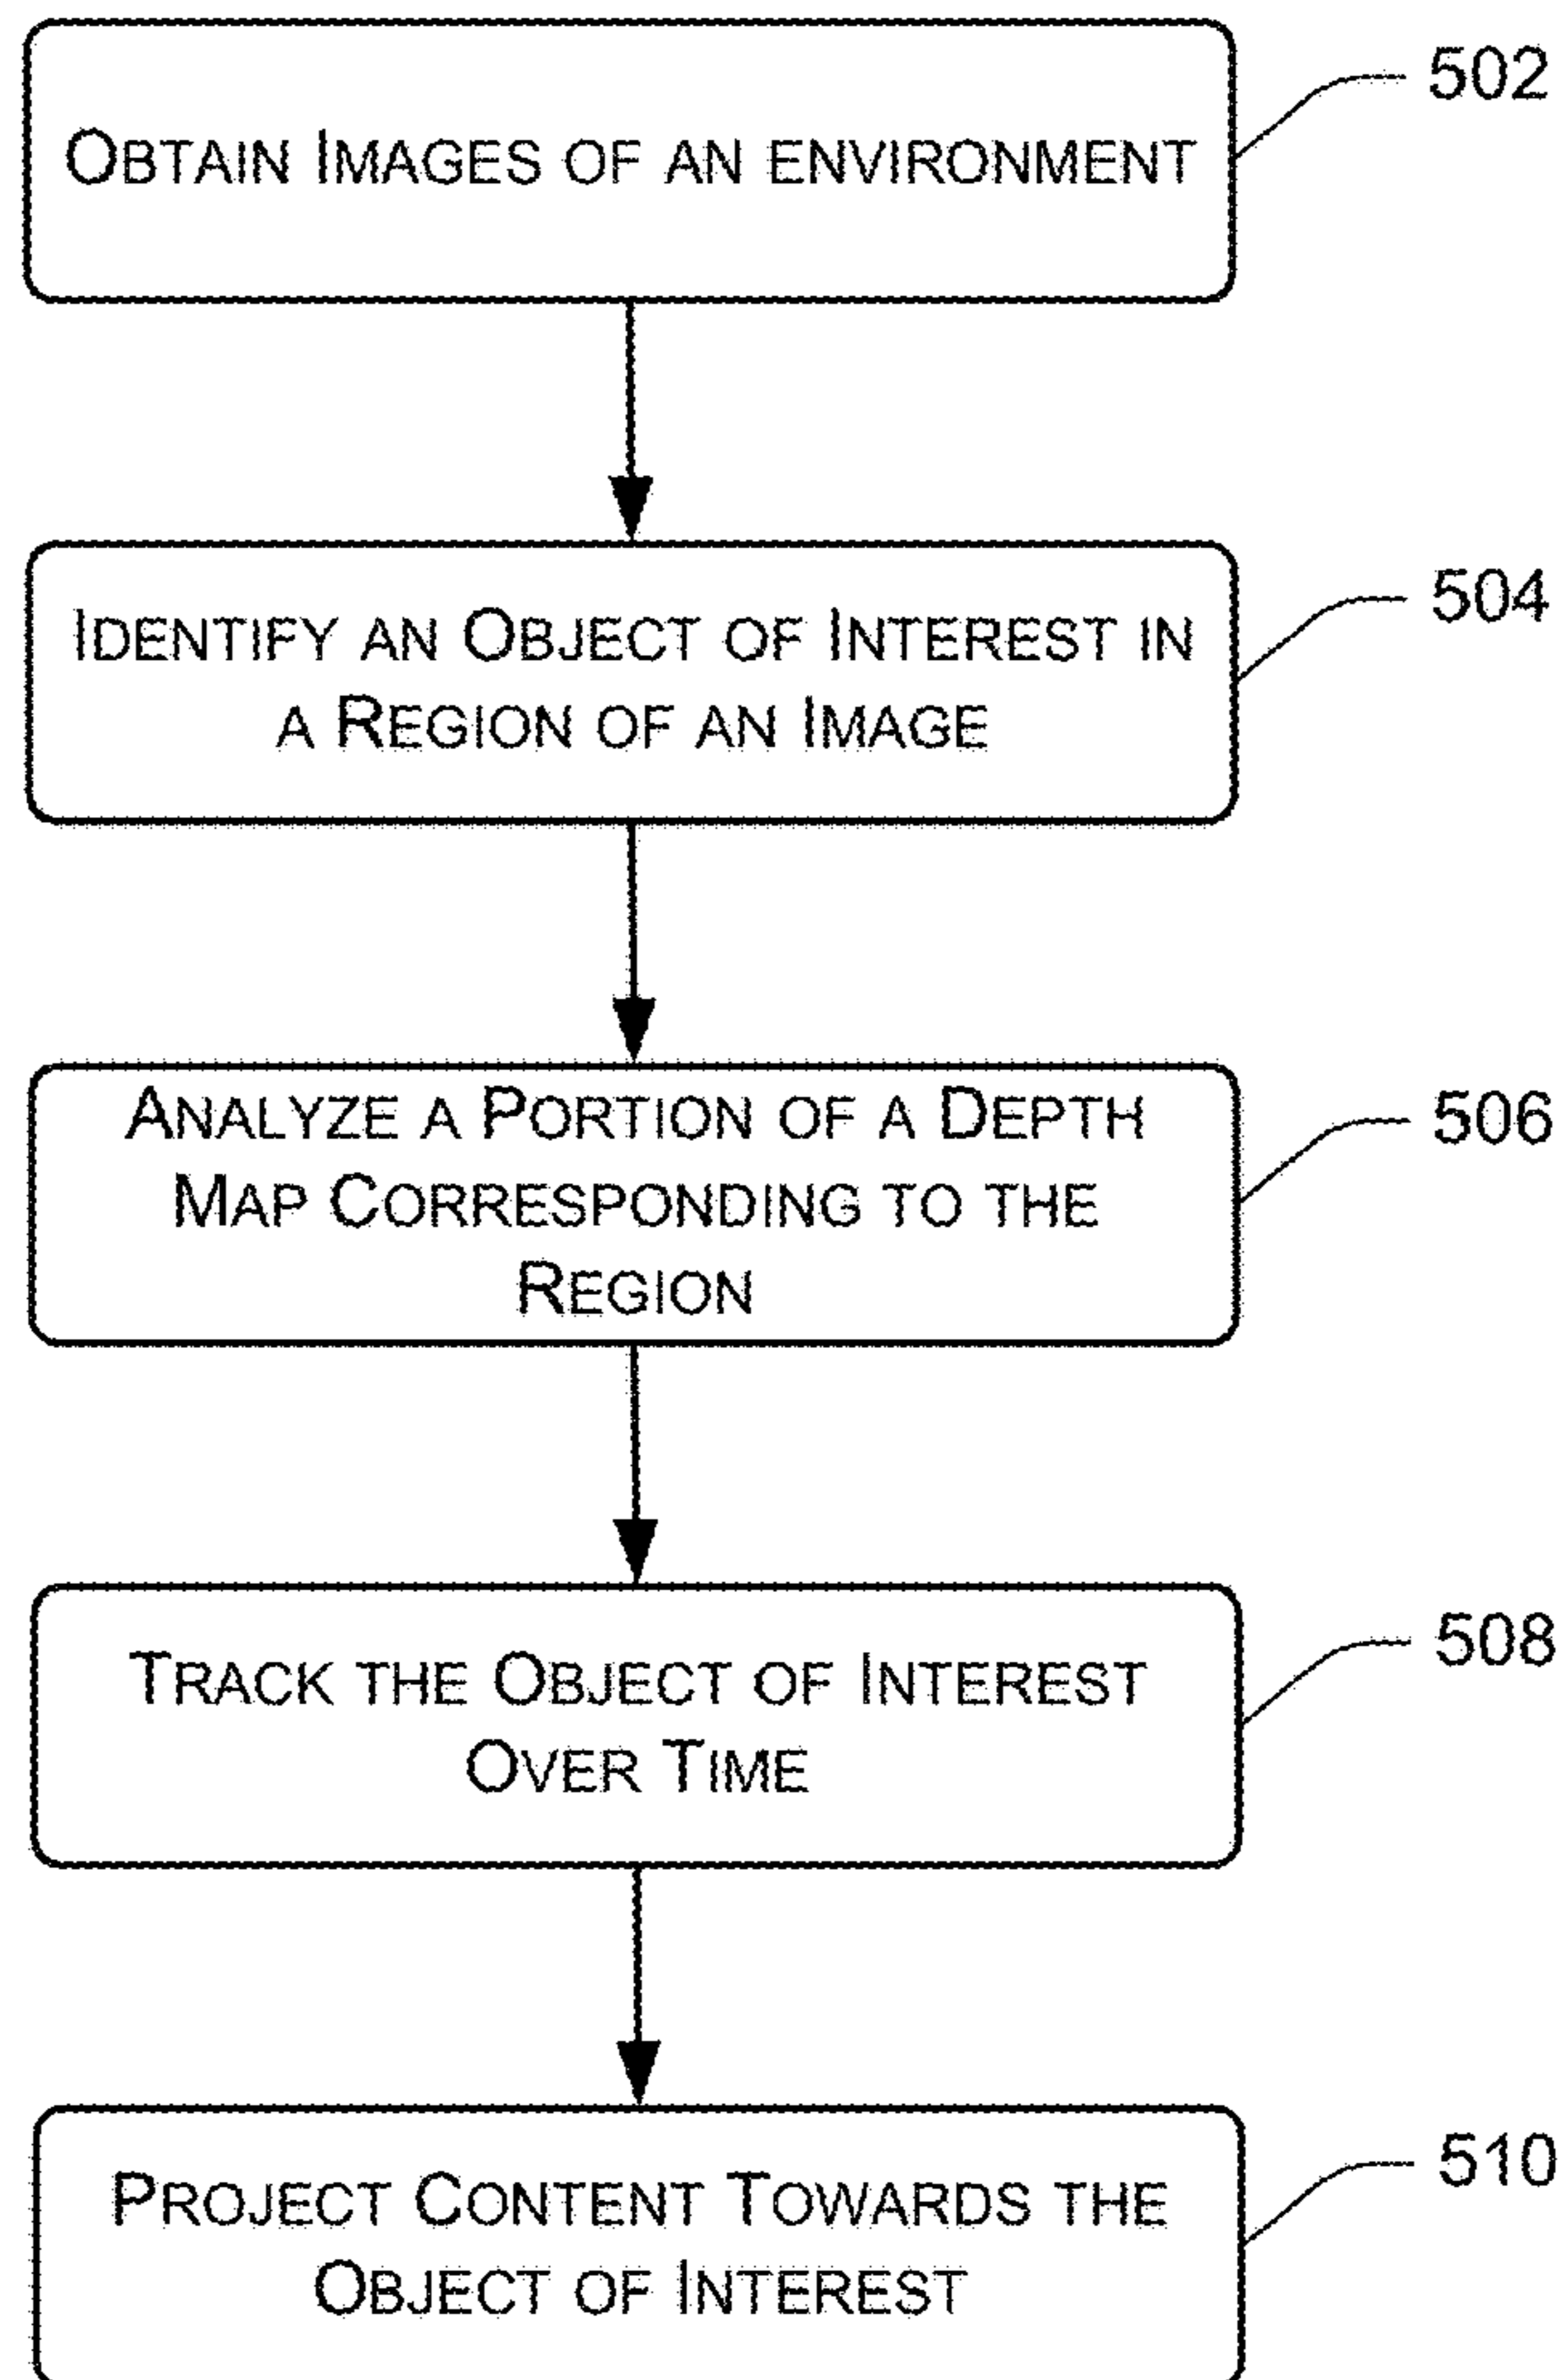 OBTAIN IMAGES OF AN ENVIRONMENT
502
IDENTIFY AN OBJECT OF INTEREST IN
A REGION OF AN IMAGE
504
ANALYZE A PORTION OF A DEPTH
MAP CORRESPONDING TO THE
REGION
506
TRACK THE OBJECT OF INTEREST
OVER TIME
508
PROJECT CONTENT TOWARDS THE
OBJECT OF INTEREST
510